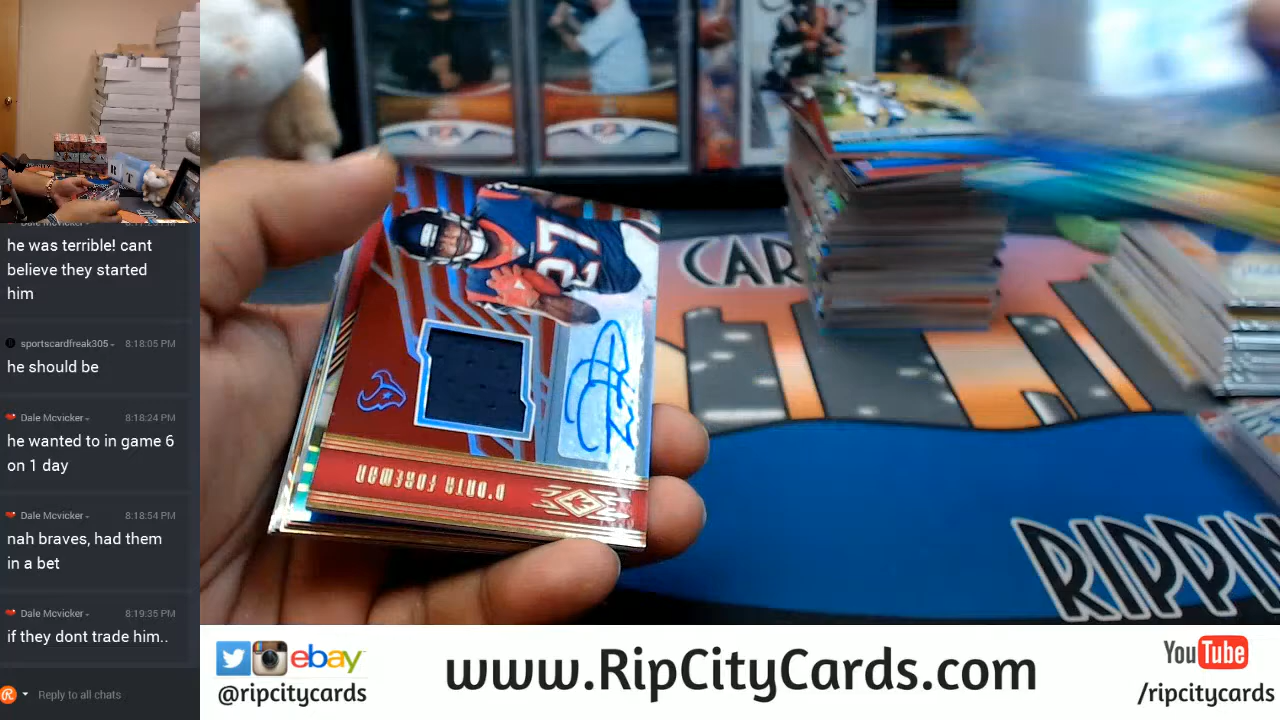 Dale Mcvicker
he was terrible! cant
believe they started
him
sportscardfreak305 8:18:05 PM
he should be
Dale Mcvicker 8:18:24 PM
he wanted to in game 6
on 1 day
Dale Mcvicker 8:18:54 PM
nah braves, had them
in a bet
Dale Mcvicker 8:19:35 PM
if they dont trade him..
Reply to all chats
27
D'ONTA FOREMAN
CAR
RIPPIN
ebay
@ripcitycards
www.RipCityCards.com
YouTube
/ripcitycards